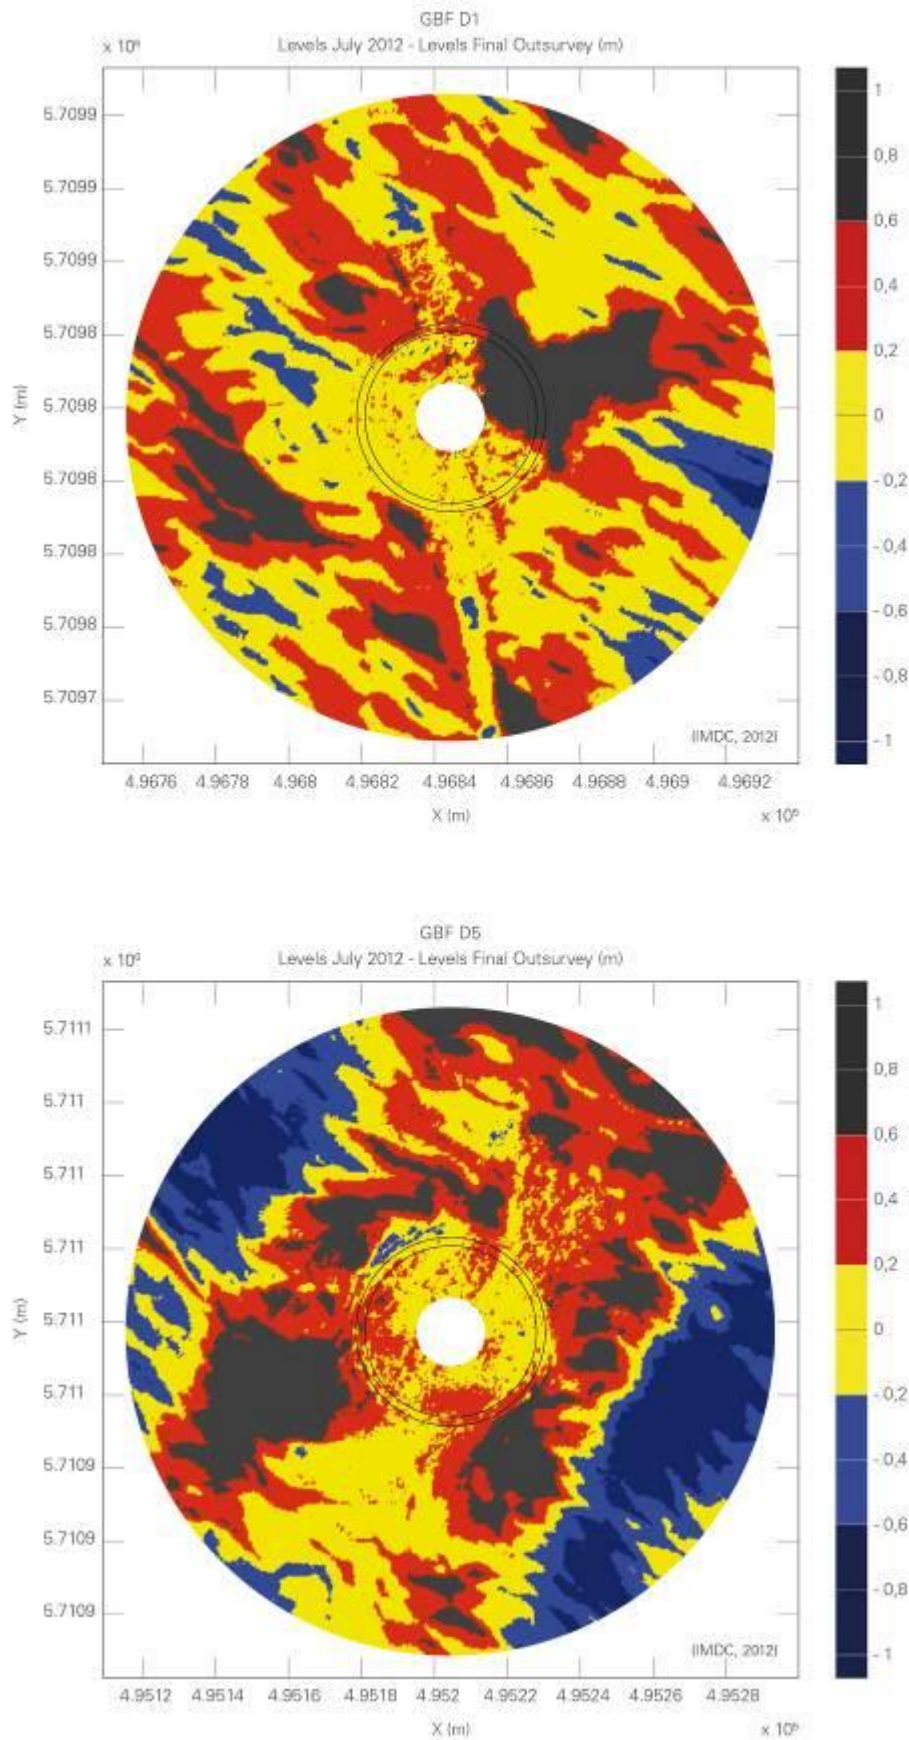 GBF D1
Levels July 2012 - Levels Final Outsurvey (m)
x 10⁶
5.7099
5.7099
5.7099
5.7098
5.7098
5.7098
5.7098
5.7098
5.7097
Y (m)
(IMDC, 2012)
4.9676 4.9678 4.968 4.9682 4.9684 4.9686 4.9688 4.969 4.9692
X (m)
x 10⁵
1
0,8
0,6
0,4
0,2
0
- 0,2
- 0,4
- 0,6
- 0,8
- 1
GBF D5
Levels July 2012 - Levels Final Outsurvey (m)
x 10⁶
5.7111
5.711
5.711
5.711
5.711
5.711
5.7109
5.7109
5.7109
Y (m)
(IMDC, 2012)
4.9512 4.9514 4.9516 4.9518 4.952 4.9522 4.9524 4.9526 4.9528
X (m)
x 10⁵
1
0,8
0,6
0,4
0,2
0
- 0,2
- 0,4
- 0,6
- 0,8
- 1